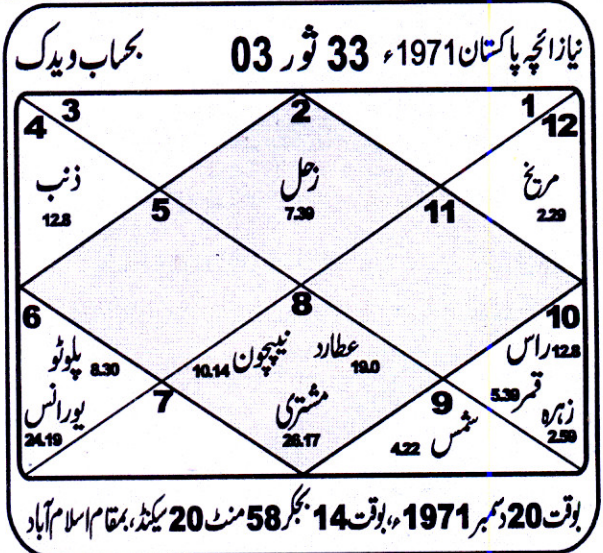 نیا زائچہ پاکستان 1971ء 33 ثور 03 بحساب ویدک
2
3
4
1
12
زحل
7.39
ذنب
12.8
مریخ
2.29
5
11
8
6
10
پلوٹو 8.30
نیپچون 10.14
عطارد 19.0
راس 12.8
قمر 5.39
زہرہ 2.59
یورانس 24.19
7
مشتری 26.17
9
شمس 4.22
بوقت 20 دسمبر 1971ء، بوقت 14 بجکر 58 منٹ 20 سیکنڈ، بمقام اسلام آباد